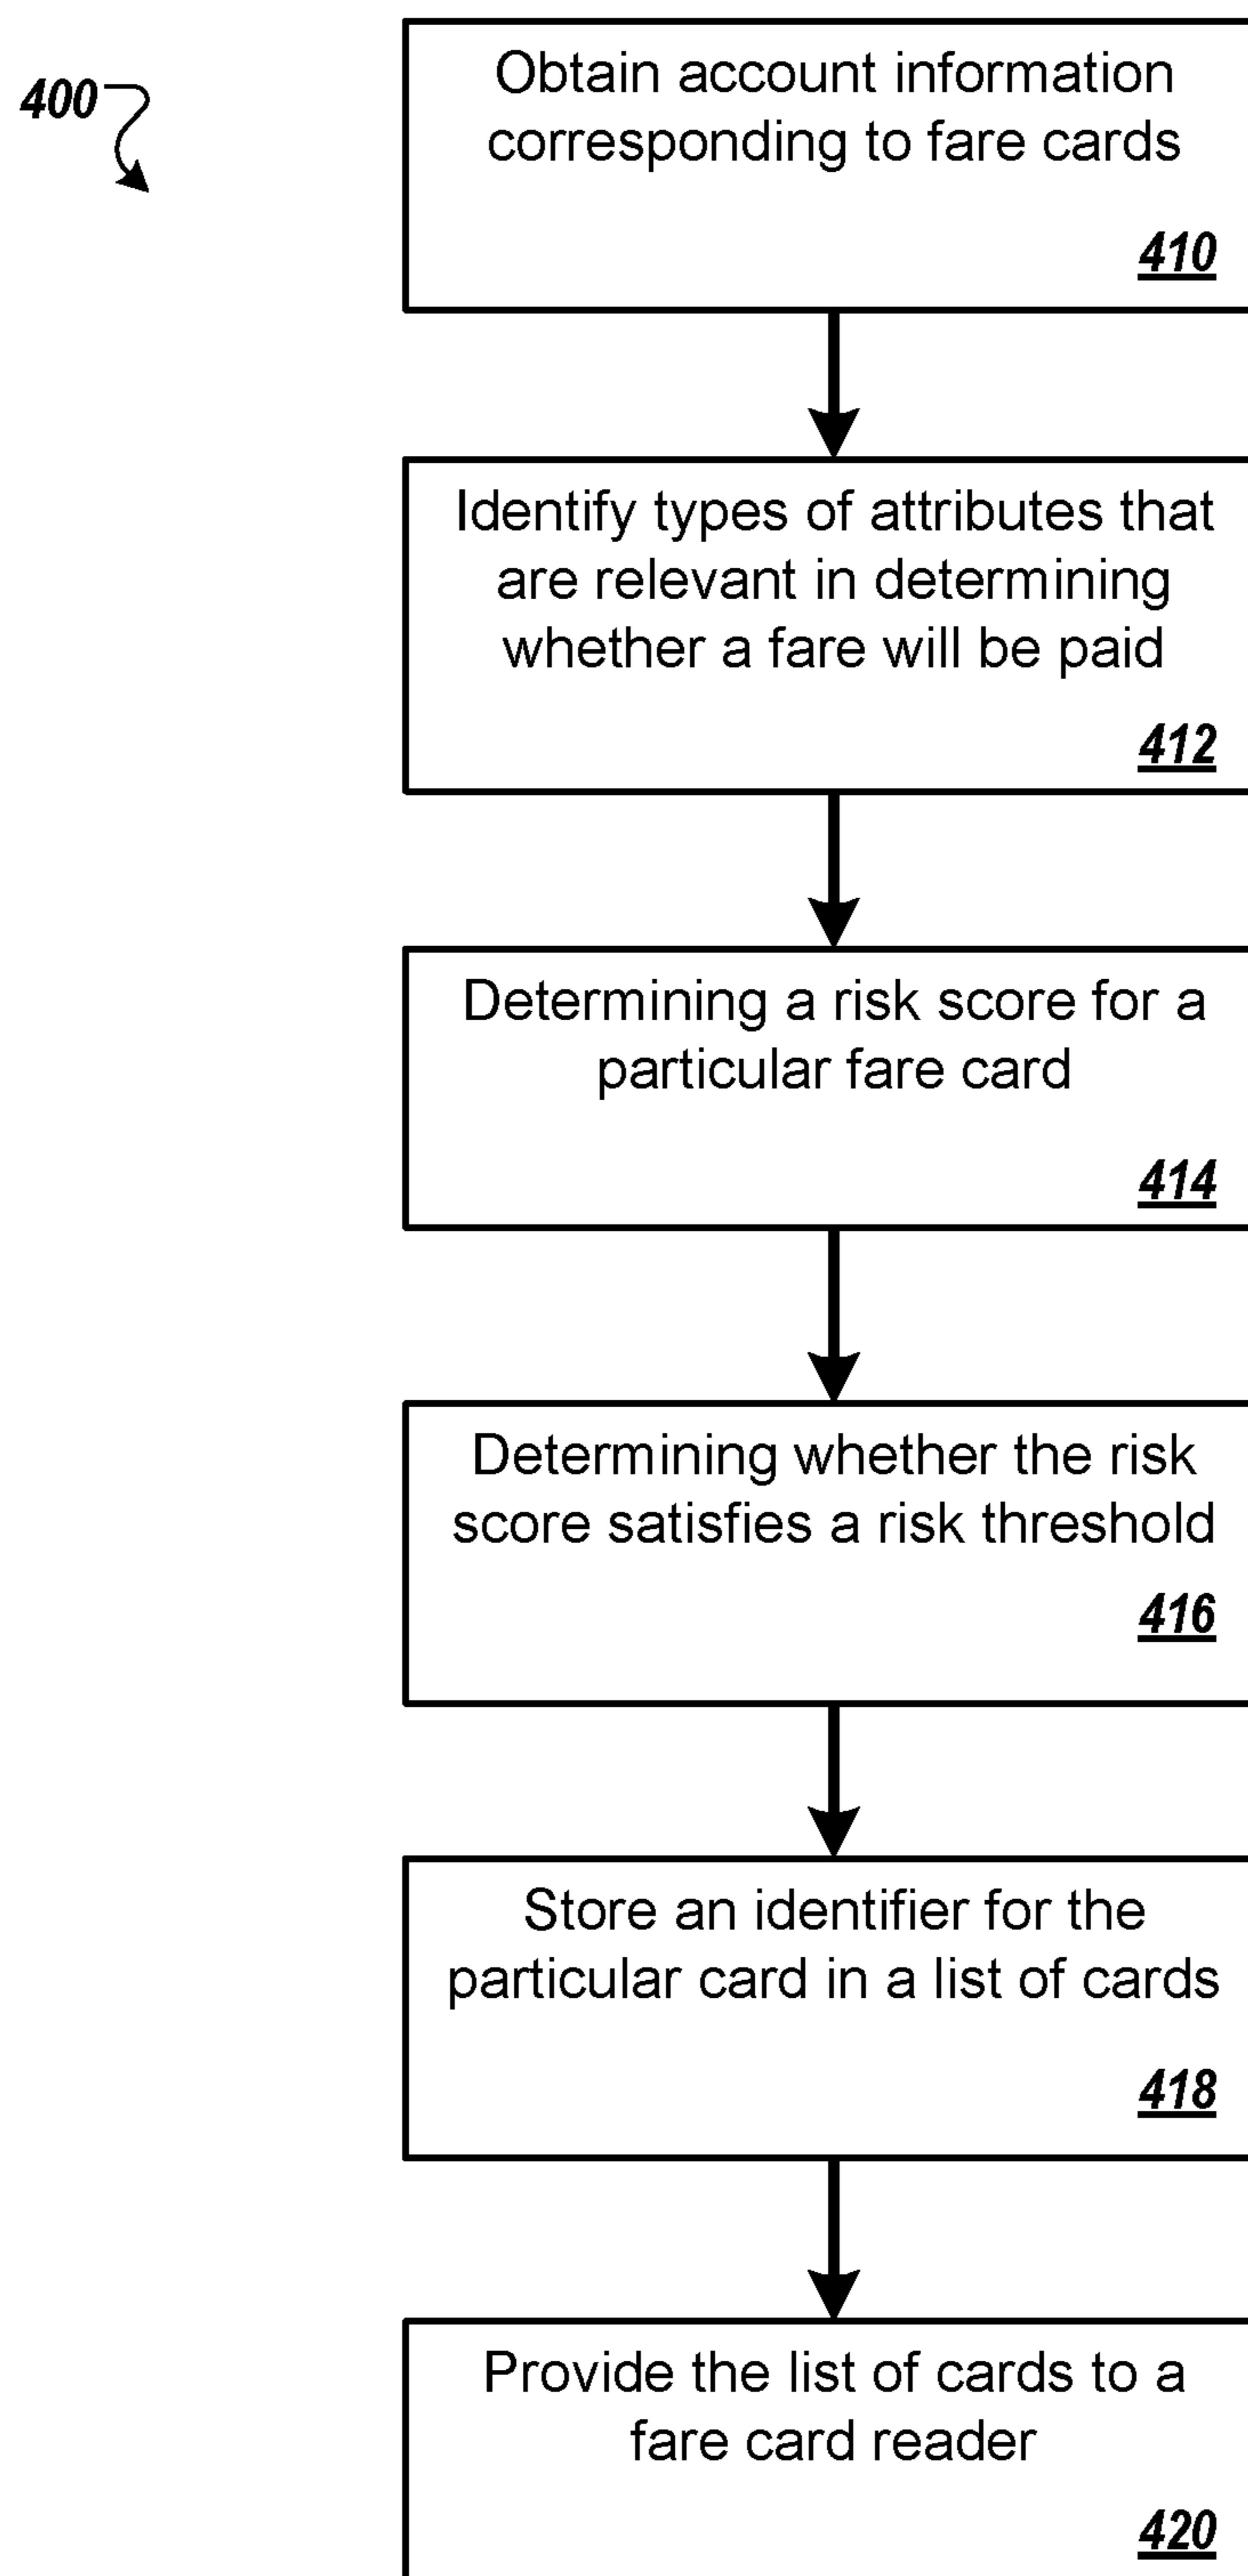 400
Obtain account information
corresponding to fare cards
410
Identify types of attributes that
are relevant in determining
whether a fare will be paid
412
Determining a risk score for a
particular fare card
414
Determining whether the risk
score satisfies a risk threshold
416
Store an identifier for the
particular card in a list of cards
418
Provide the list of cards to a
fare card reader
420